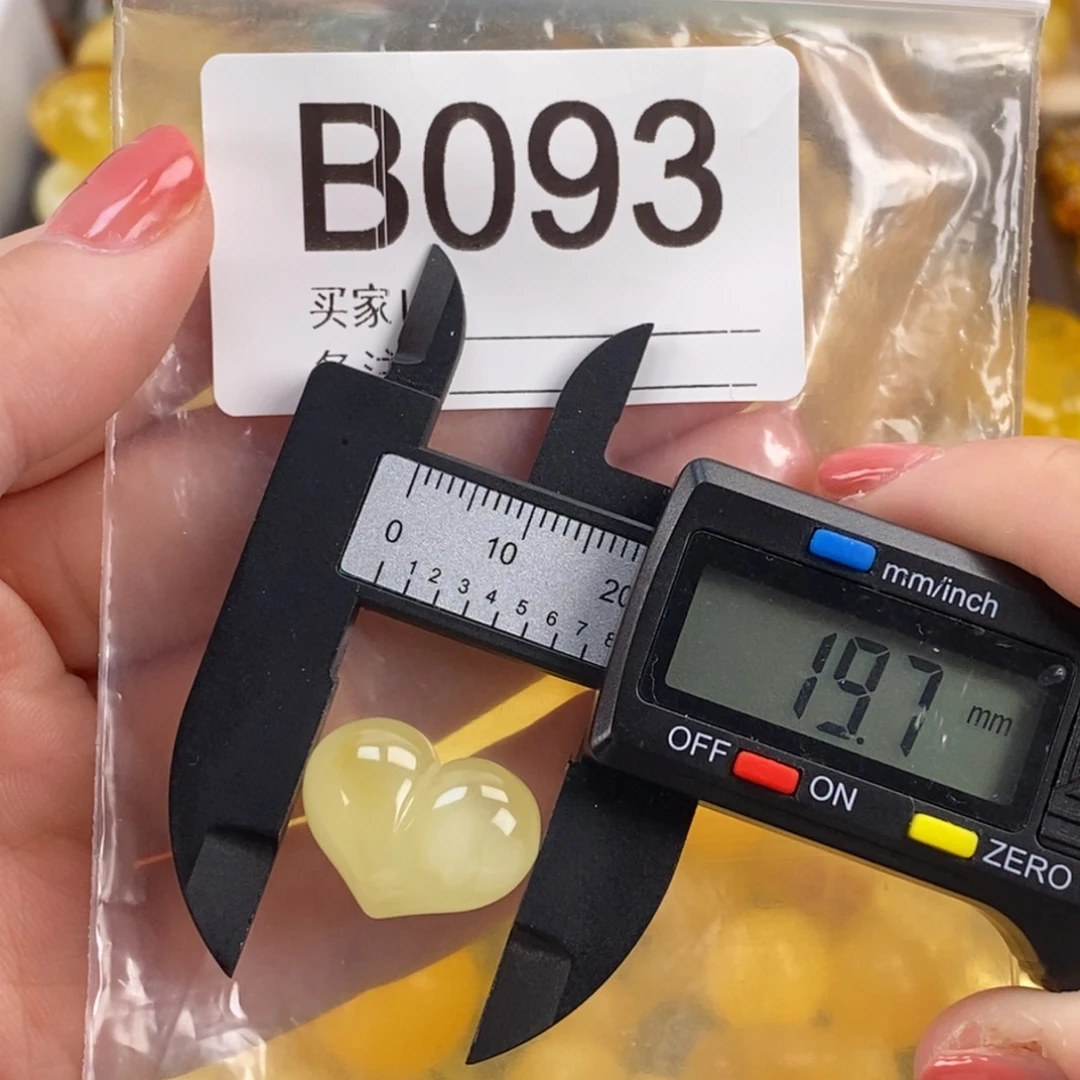 B093
买家
0 10 20
1 2 3 4 5 6 7 8
mm/inch
19.7 mm
OFF ON
ZERO